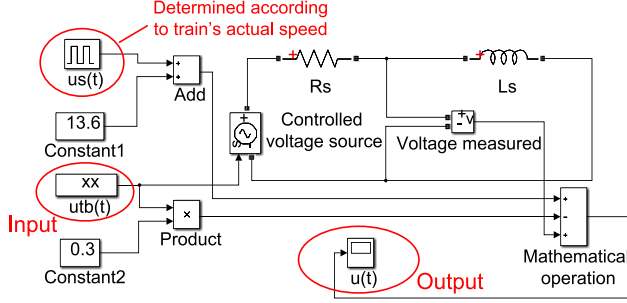 Determined according
to train's actual speed
us(t)
+
+
Add
13.6
Constant1
xx
utb(t)
Input
×
Product
0.3
Constant2
+
Rs
+
Ls
+
s
-
Controlled
voltage source
+
v
-
Voltage measured
+
-
+
Mathematical
operation
u(t)
Output